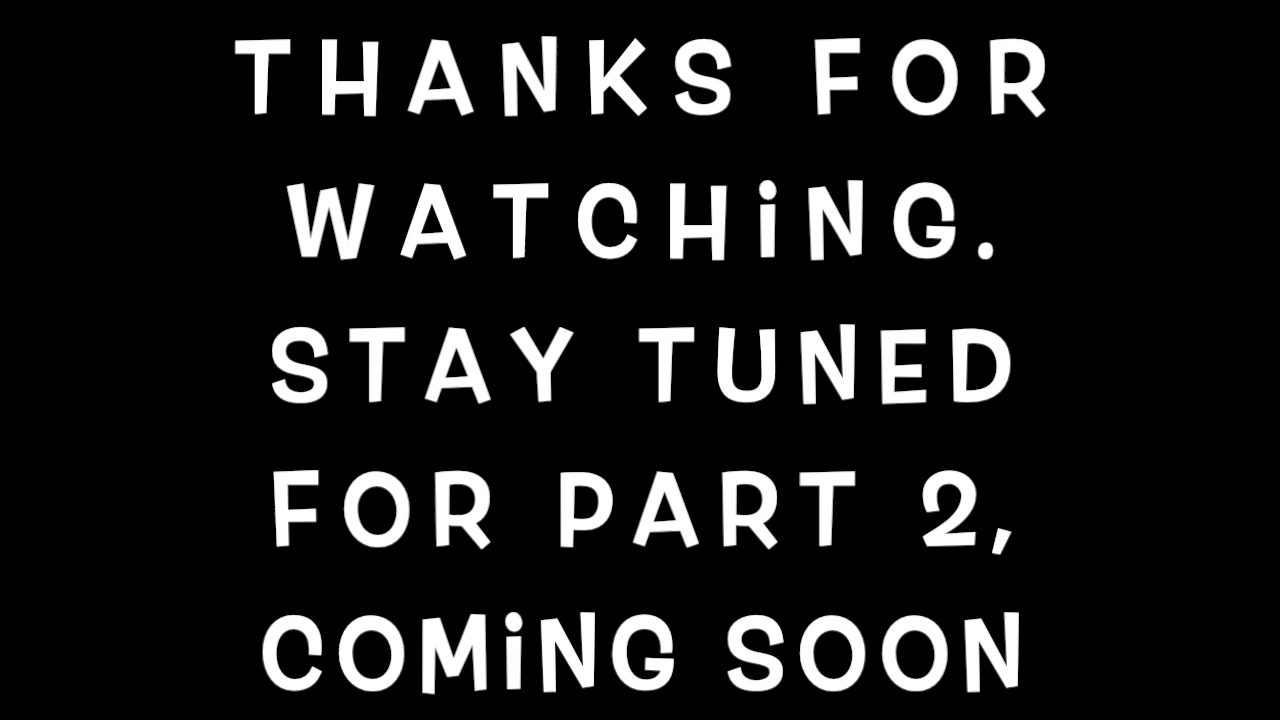 THANKS FOR
WATCHiNG.
STAY TUNED
FOR PART 2,
COMiNG SOON